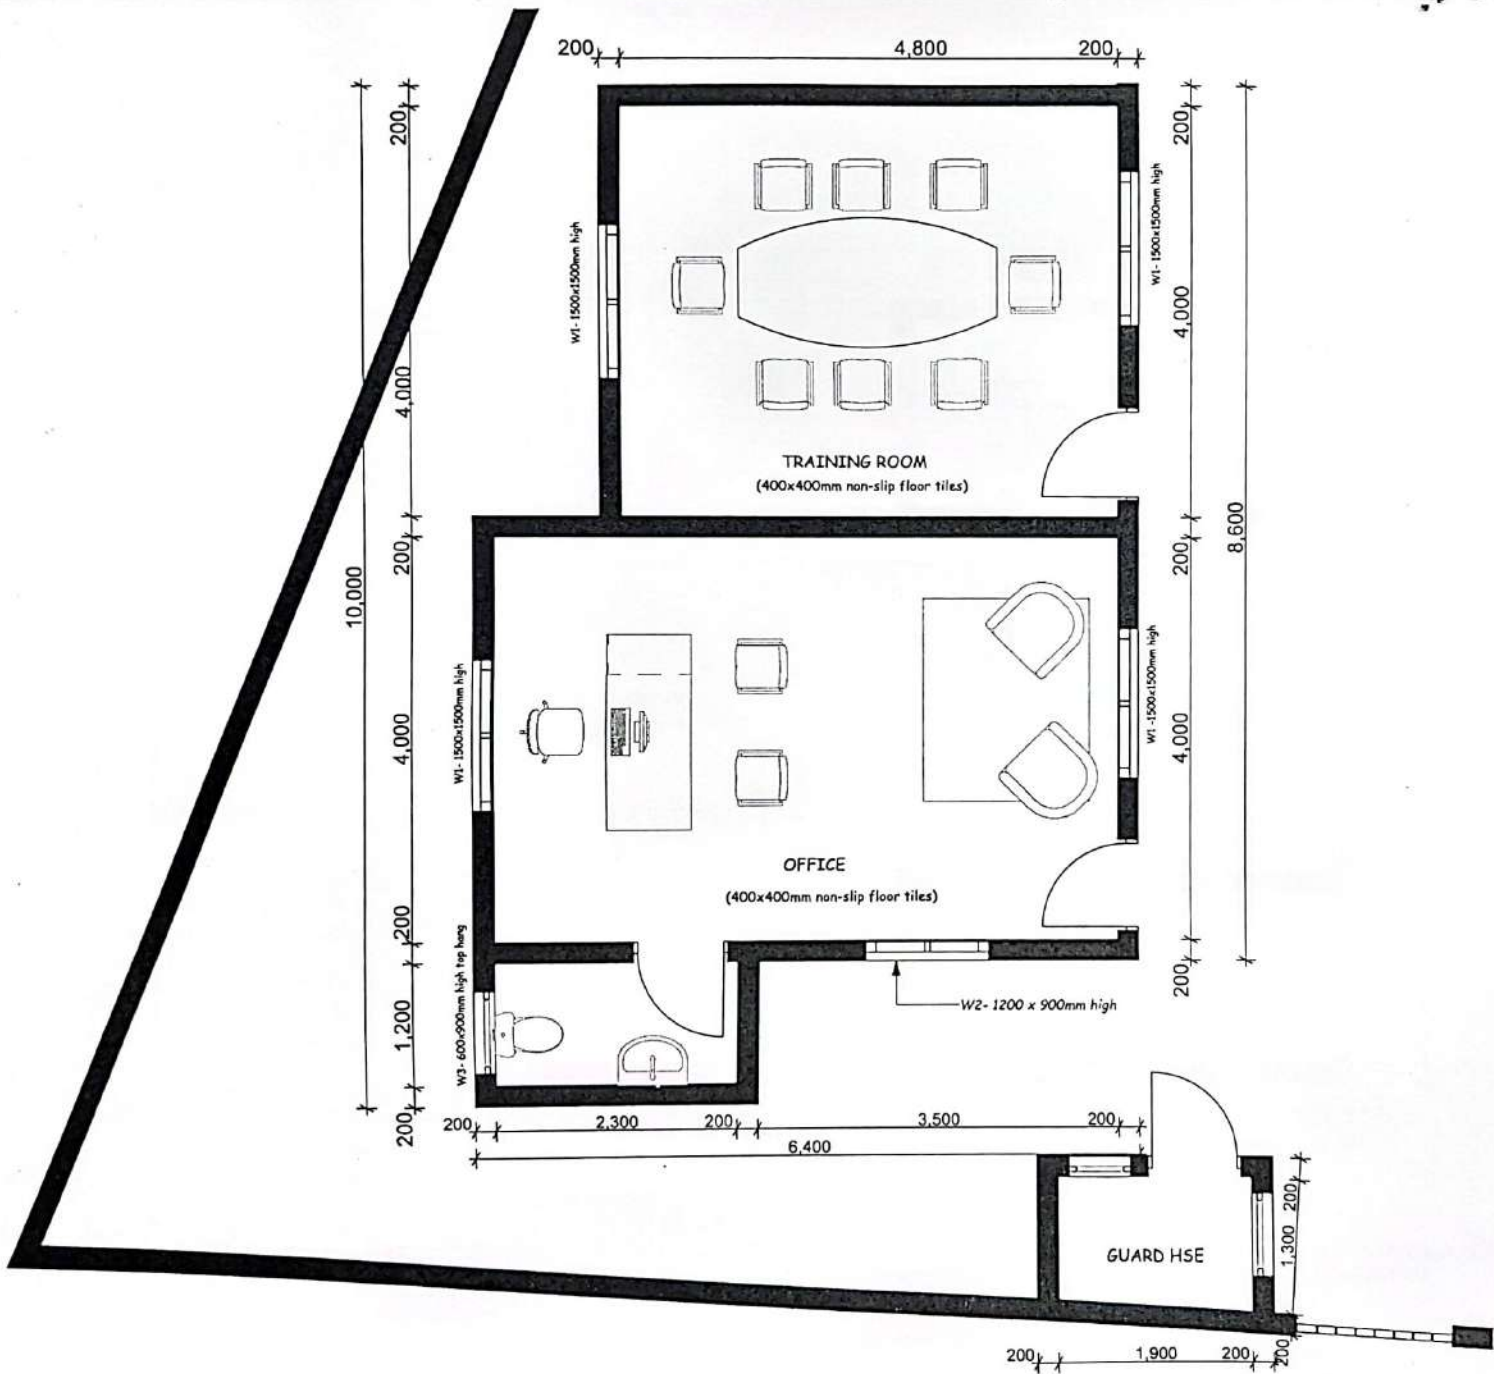 200
4,800
200
200
200
W1- 1500x1500mm high
W1- 1500x1500mm high
4,000
4,000
TRAINING ROOM
(400x400mm non-slip floor tiles)
10,000
200
200
8,600
W1- 1500x1500mm high
W1 -1500x1500mm high
4,000
4,000
OFFICE
(400x400mm non-slip floor tiles)
200
200
W3- 600x900mm high top hang
1,200
W2- 1200 x 900mm high
200
200
2,300
200
3,500
200
6,400
200
1,300
GUARD HSE
200
200
1,900
200